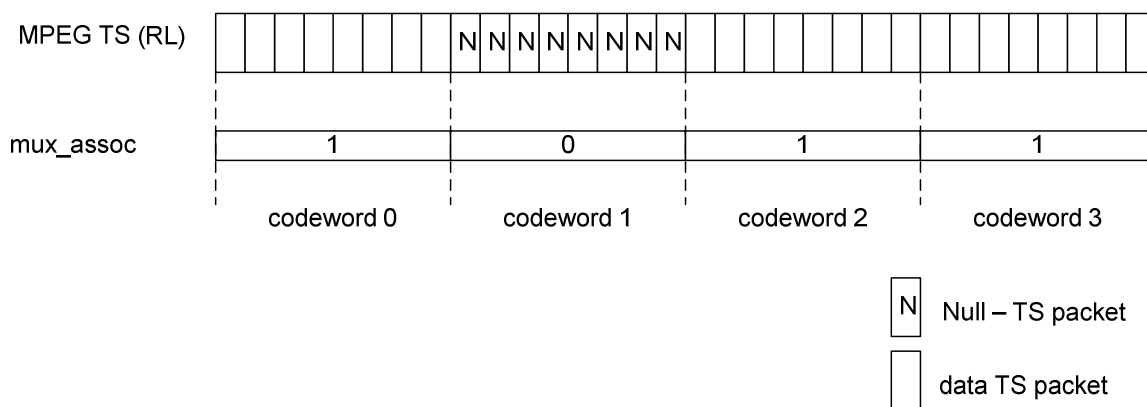 MPEG TS (RL)
N N N N N N N N
mux_assoc
1 0 1 1
codeword 0 codeword 1 codeword 2 codeword 3
N Null – TS packet
data TS packet